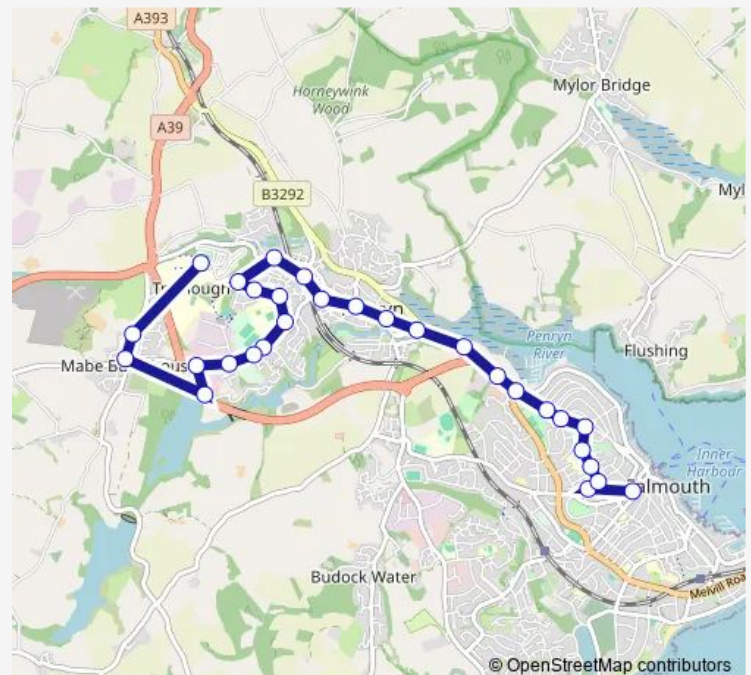 A393
Horneywink
Wood
Mylor Bridge
A39
Myl
B3292
Mabe B
Penryn
River
Flushing
Inner
Harbour
almouth
Budock Water
Melvill Roa
© OpenStreetMap contributors